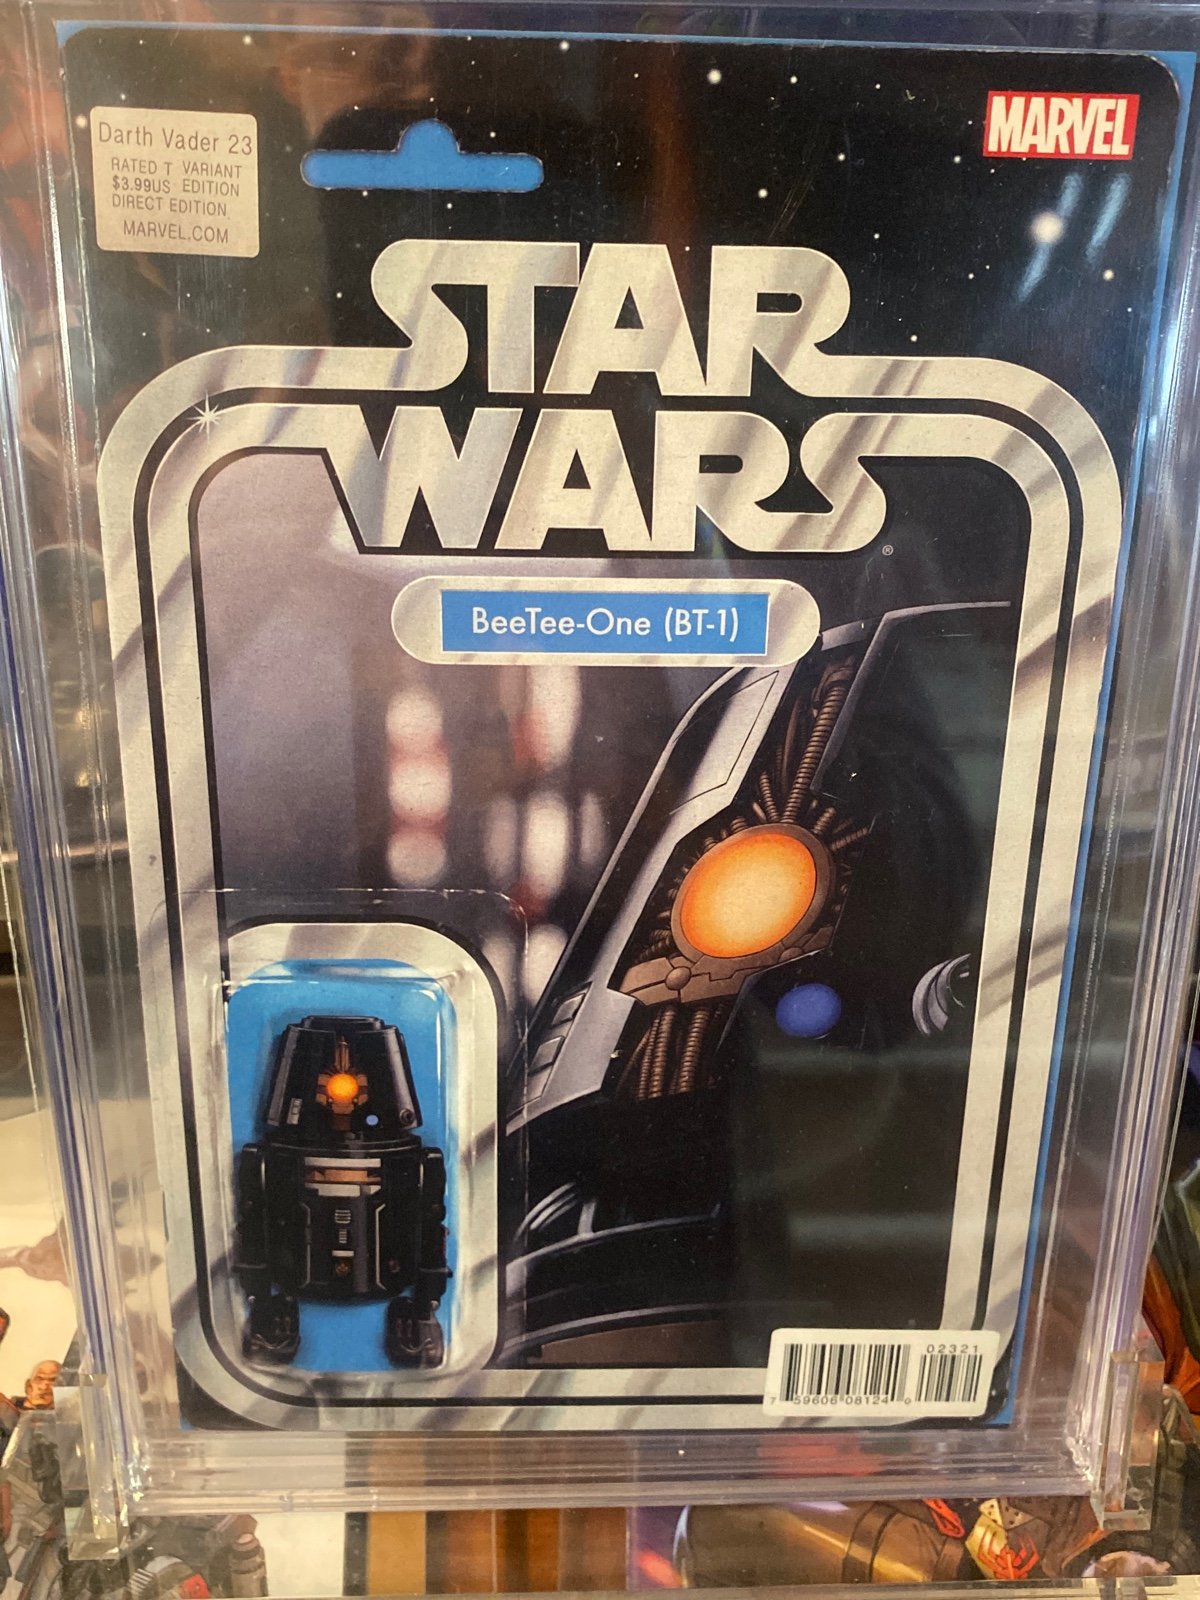 Darth Vader 23
RATED T VARIANT
$3.99US EDITION
DIRECT EDITION
MARVEL.COM
MARVEL
STAR
WARS
®
BeeTee-One (BT-1)
02321
7 59606 08124 0